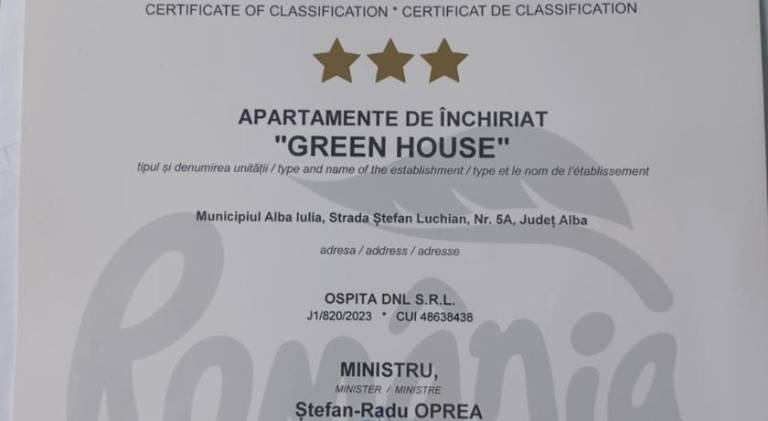 CERTIFICATE OF CLASSIFICATION * CERTIFICAT DE CLASSIFICATION
APARTAMENTE DE ÎNCHIRIAT
"GREEN HOUSE"
tipul și denumirea unității / type and name of the establishment / type et le nom de l'établissement
Municipiul Alba Iulia, Strada Ștefan Luchian, Nr. 5A, Județ Alba
adresa / address / adresse
OSPITA DNL S.R.L.
J1/820/2023 * CUI 48638438
România
MINISTRU,
MINISTER / MINISTRE
Ștefan-Radu OPREA